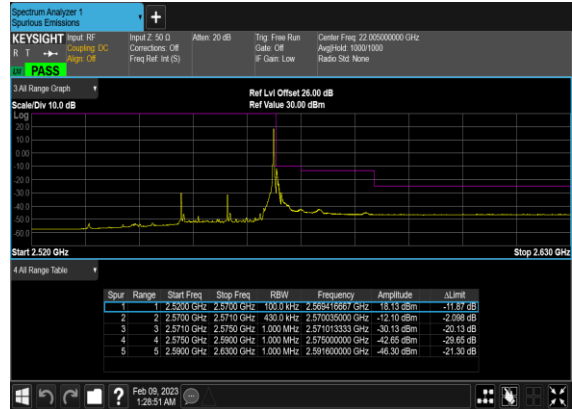 Spectrum Analyzer 1
Spurious Emissions
+
KEYSIGHT Input: RF
R T Coupling: DC
Align: Off
Input Z: 50 Ω
Corrections: Off
Freq Ref: Int (S)
Atten: 20 dB
Trig: Free Run
Gate: Off
IF Gain: Low
Center Freq: 22.005000000 GHz
Avg|Hold: 1000/1000
Radio Std: None
PASS
3 All Range Graph
Ref Lvl Offset 26.00 dB
Scale/Div 10.0 dB Ref Value 30.00 dBm
Log
20.0
10.0
0.00
-10.0
-20.0
-30.0
-40.0
-50.0
-60.0
Start 2.520 GHz Stop 2.630 GHz
4 All Range Table
Spur Range Start Freq Stop Freq RBW Frequency Amplitude ΔLimit
1 1 2.5200 GHz 2.5700 GHz 100.0 kHz 2.569416667 GHz 18.13 dBm -11.87 dB
2 2 2.5700 GHz 2.5710 GHz 430.0 kHz 2.570035000 GHz -12.10 dBm -2.098 dB
3 3 2.5710 GHz 2.5750 GHz 1.000 MHz 2.571013333 GHz -30.13 dBm -20.13 dB
4 4 2.5750 GHz 2.5900 GHz 1.000 MHz 2.575000000 GHz -42.65 dBm -29.65 dB
5 5 2.5900 GHz 2.6300 GHz 1.000 MHz 2.591600000 GHz -46.30 dBm -21.30 dB
?
Feb 09, 2023
1:28:51 AM